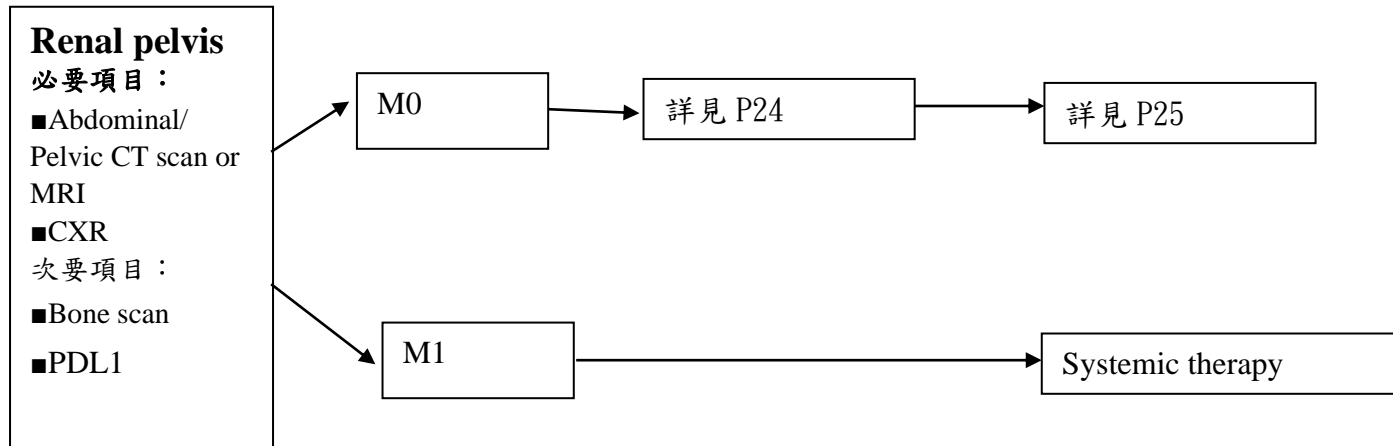 Renal pelvis
必要項目：
■Abdominal/
Pelvic CT scan or
MRI
■CXR
次要項目：
■Bone scan
■PDL1
M0
詳見 P24
詳見 P25
M1
Systemic therapy